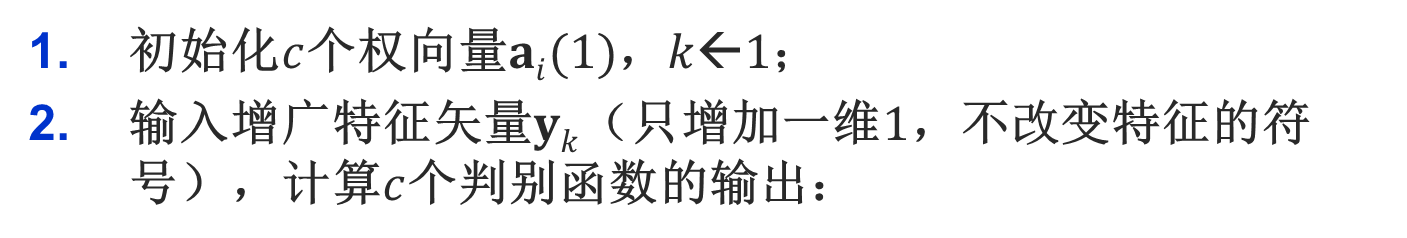 1. 初始化c个权向量aᵢ(1)，k←1;
2. 输入增广特征矢量yₖ（只增加一维1，不改变特征的符
号），计算c个判别函数的输出：